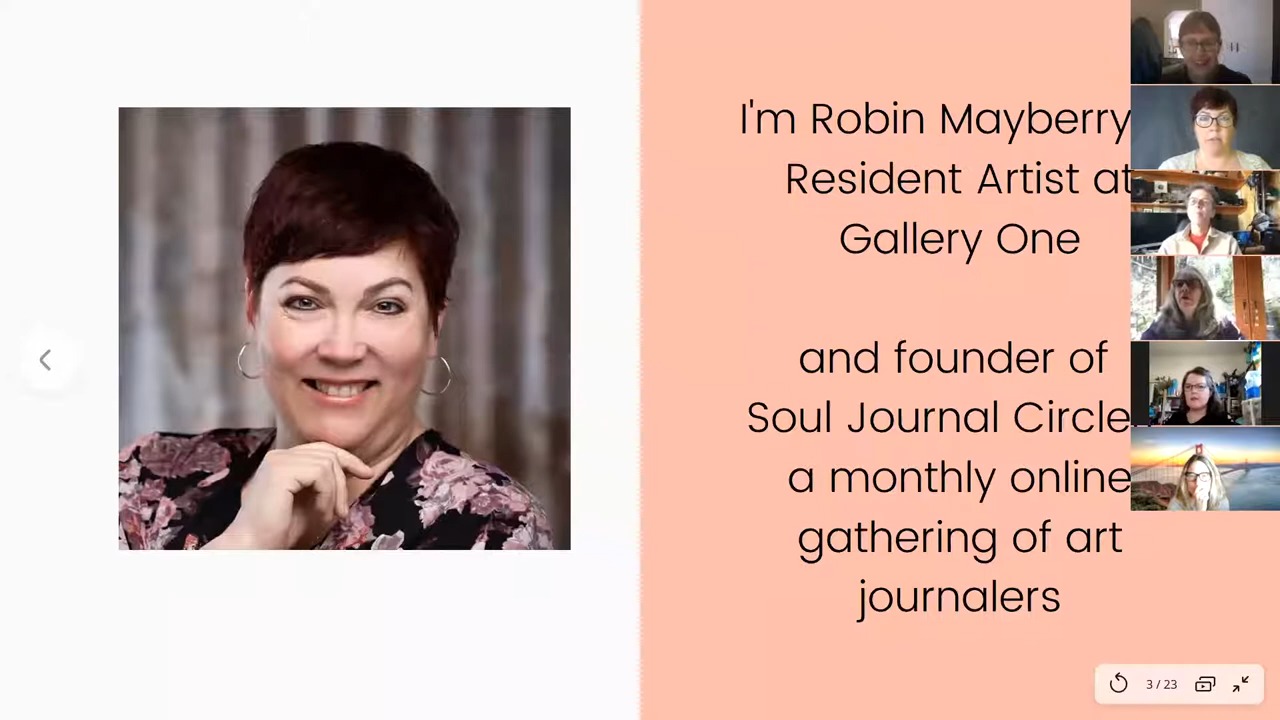 I'm Robin Mayberry
Resident Artist at
Gallery One
and founder of
Soul Journal Circle
a monthly online
gathering of art
journalers
3 / 23